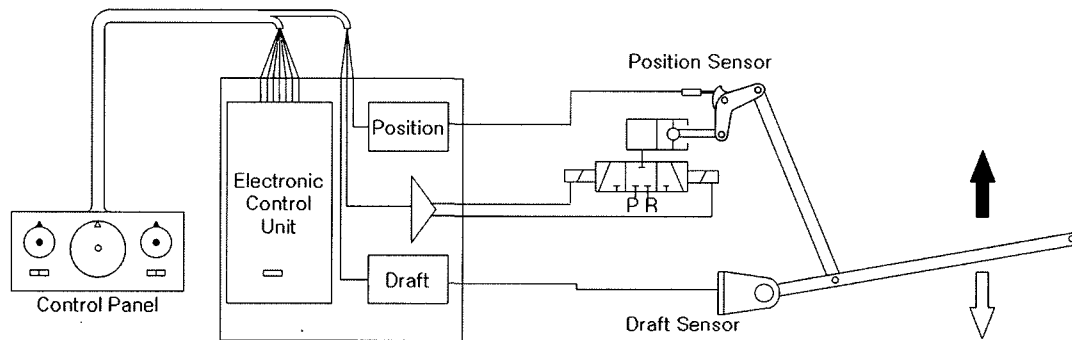 Position Sensor
Position
Electronic
Control
Unit
P R
Control Panel
Draft
Draft Sensor